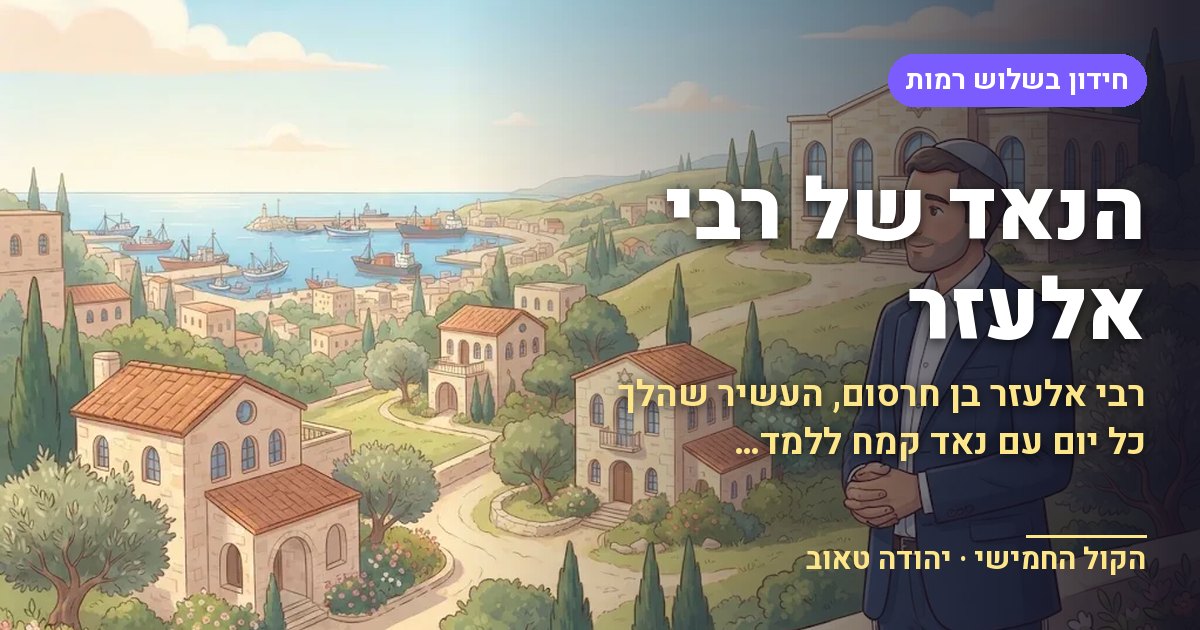 חידון בשלוש רמות
הנאד של רבי
אלעזר
רבי אלעזר בן חרסום, העשיר שהלך
כל יום עם נאד קמח ללמד...
הקול החמישי · יהודה טאוב